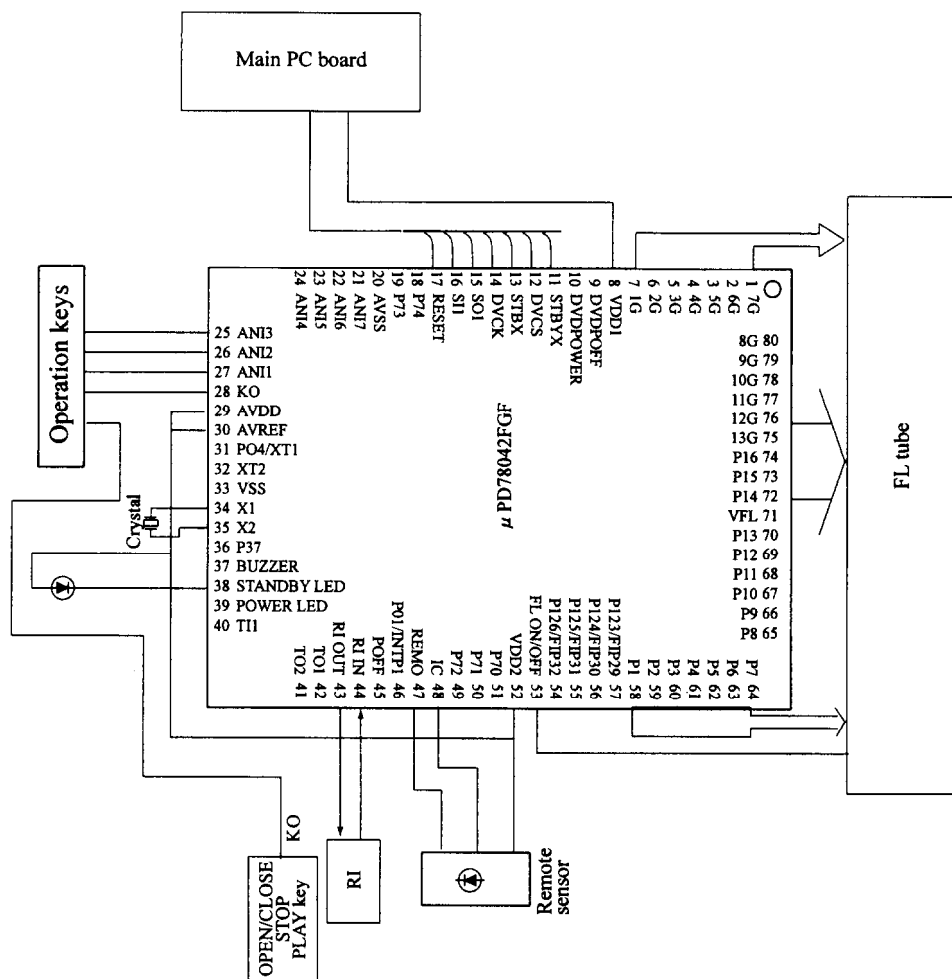 Main PC board
Operation keys
Crystal
24 ANI4
23 ANI5
22 ANI6
21 ANI7
20 AVSS
19 P73
18 P74
17 RESET
16 SI1
15 SO1
14 DVCK
13 STBX
12 DVCS
11 STBYX
10 DVDPOWER
9 DVDPOFF
8 VDD1
7 1G
6 2G
5 3G
4 4G
3 5G
2 6G
1 7G
25 ANI3
26 ANI2
27 ANI1
28 KO
29 AVDD
30 AVREF
31 PO4/XT1
32 XT2
33 VSS
34 X1
35 X2
36 P37
37 BUZZER
38 STANDBY LED
39 POWER LED
40 TI1
µPD78042FGF
8G 80
9G 79
10G 78
11G 77
12G 76
13G 75
P16 74
P15 73
P14 72
VFL 71
P13 70
P12 69
P11 68
P10 67
P9 66
P8 65
TO2 41
TO1 42
RI OUT 43
RI IN 44
POFF 45
P01/INTP1 46
REMO 47
IC 48
P72 49
P71 50
P70 51
VDD2 52
FL ON/OFF 53
P126/FIP32 54
P125/FIP31 55
P124/FIP30 56
P123/FIP29 57
P1 58
P2 59
P3 60
P4 61
P5 62
P6 63
P7 64
FL tube
KO
OPEN/CLOSE
STOP
PLAY key
RI
Remote
sensor